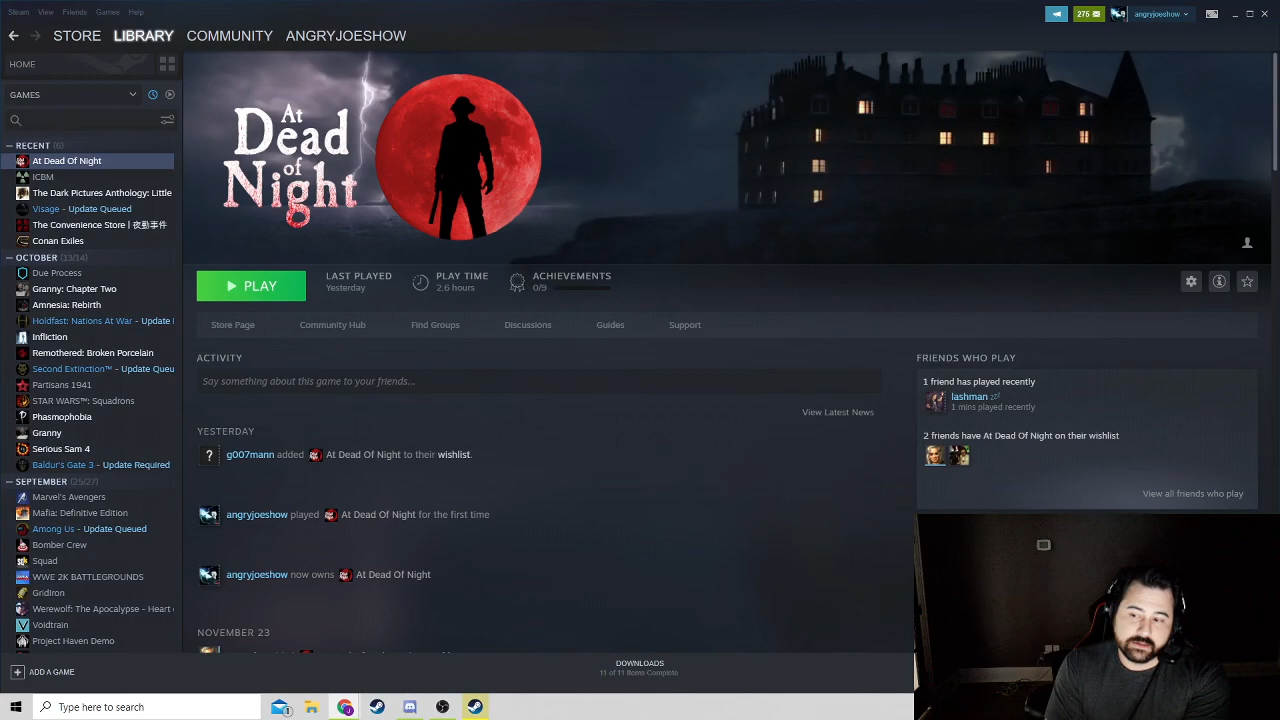 Steam View Friends Games Help
275 angryjoeshow
STORE LIBRARY COMMUNITY ANGRYJOESHOW
HOME
GAMES
RECENT (6)
At Dead Of Night
ICBM
The Dark Pictures Anthology: Little
Visage - Update Queued
The Convenience Store | 夜勤事件
Conan Exiles
OCTOBER (13/14)
Due Process
Granny: Chapter Two
Amnesia: Rebirth
Holdfast: Nations At War - Update
Infliction
Remothered: Broken Porcelain
Second Extinction™ - Update Queu
Partisans 1941
STAR WARS™: Squadrons
Phasmophobia
Granny
Serious Sam 4
Baldur's Gate 3 - Update Required
SEPTEMBER (25/27)
Marvel's Avengers
Mafia: Definitive Edition
Among Us - Update Queued
Bomber Crew
Squad
WWE 2K BATTLEGROUNDS
Gridiron
Werewolf: The Apocalypse - Heart
Voldtrain
Project Haven Demo
ADD A GAME
At
Dead
of
Night
PLAY
LAST PLAYED
Yesterday
PLAY TIME
2.6 hours
ACHIEVEMENTS
0/9
Store Page Community Hub Find Groups Discussions Guides Support
ACTIVITY
Say something about this game to your friends...
View Latest News
YESTERDAY
? g007mann added At Dead Of Night to their wishlist.
angryjoeshow played At Dead Of Night for the first time
angryjoeshow now owns At Dead Of Night
NOVEMBER 23
FRIENDS WHO PLAY
1 friend has played recently
lashman
1 mins played recently
2 friends have At Dead Of Night on their wishlist
View all friends who play
DOWNLOADS
11 of 11 Items Complete
Type here to search